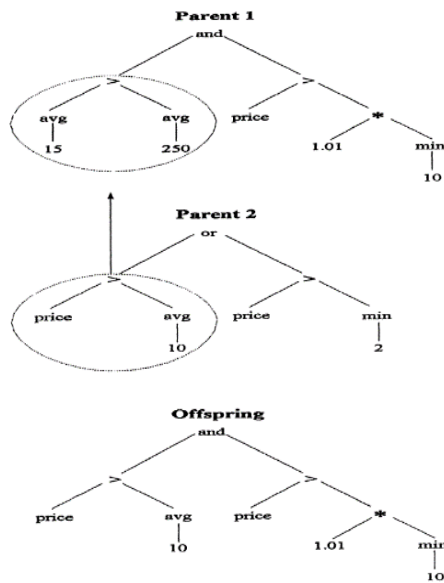 Parent 1
and
> >
avg avg price *
15 250 1.01 min
10
Parent 2
or
> >
price avg price min
10 2
Offspring
and
> >
price avg price *
10 1.01 min
10